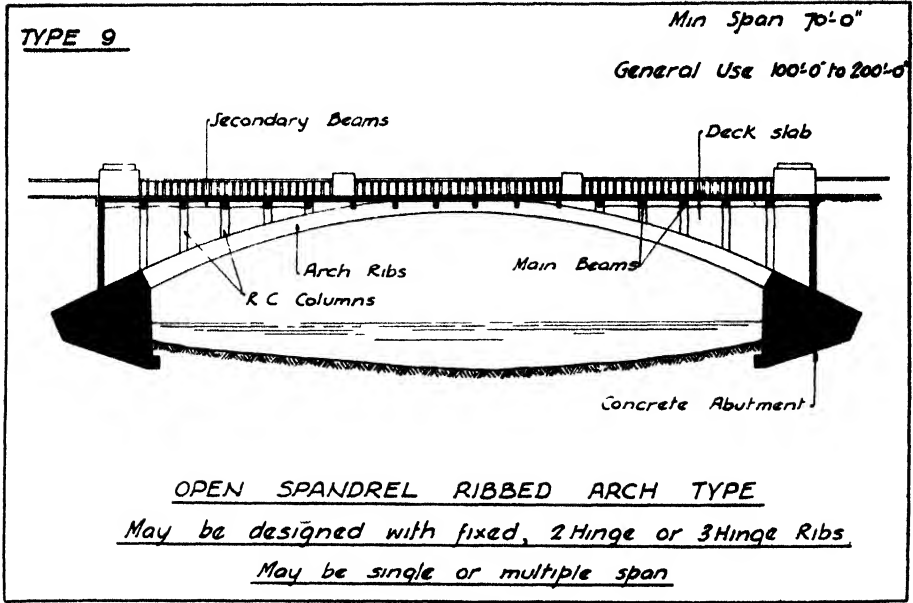 TYPE 9
Min Span 70'-0"
General Use 100'-0" to 200'-0"
Secondary Beams
Deck slab
Arch Ribs
Main Beams
R C Columns
Concrete Abutment
OPEN SPANDREL RIBBED ARCH TYPE
May be designed with fixed, 2 Hinge or 3 Hinge Ribs
May be single or multiple span